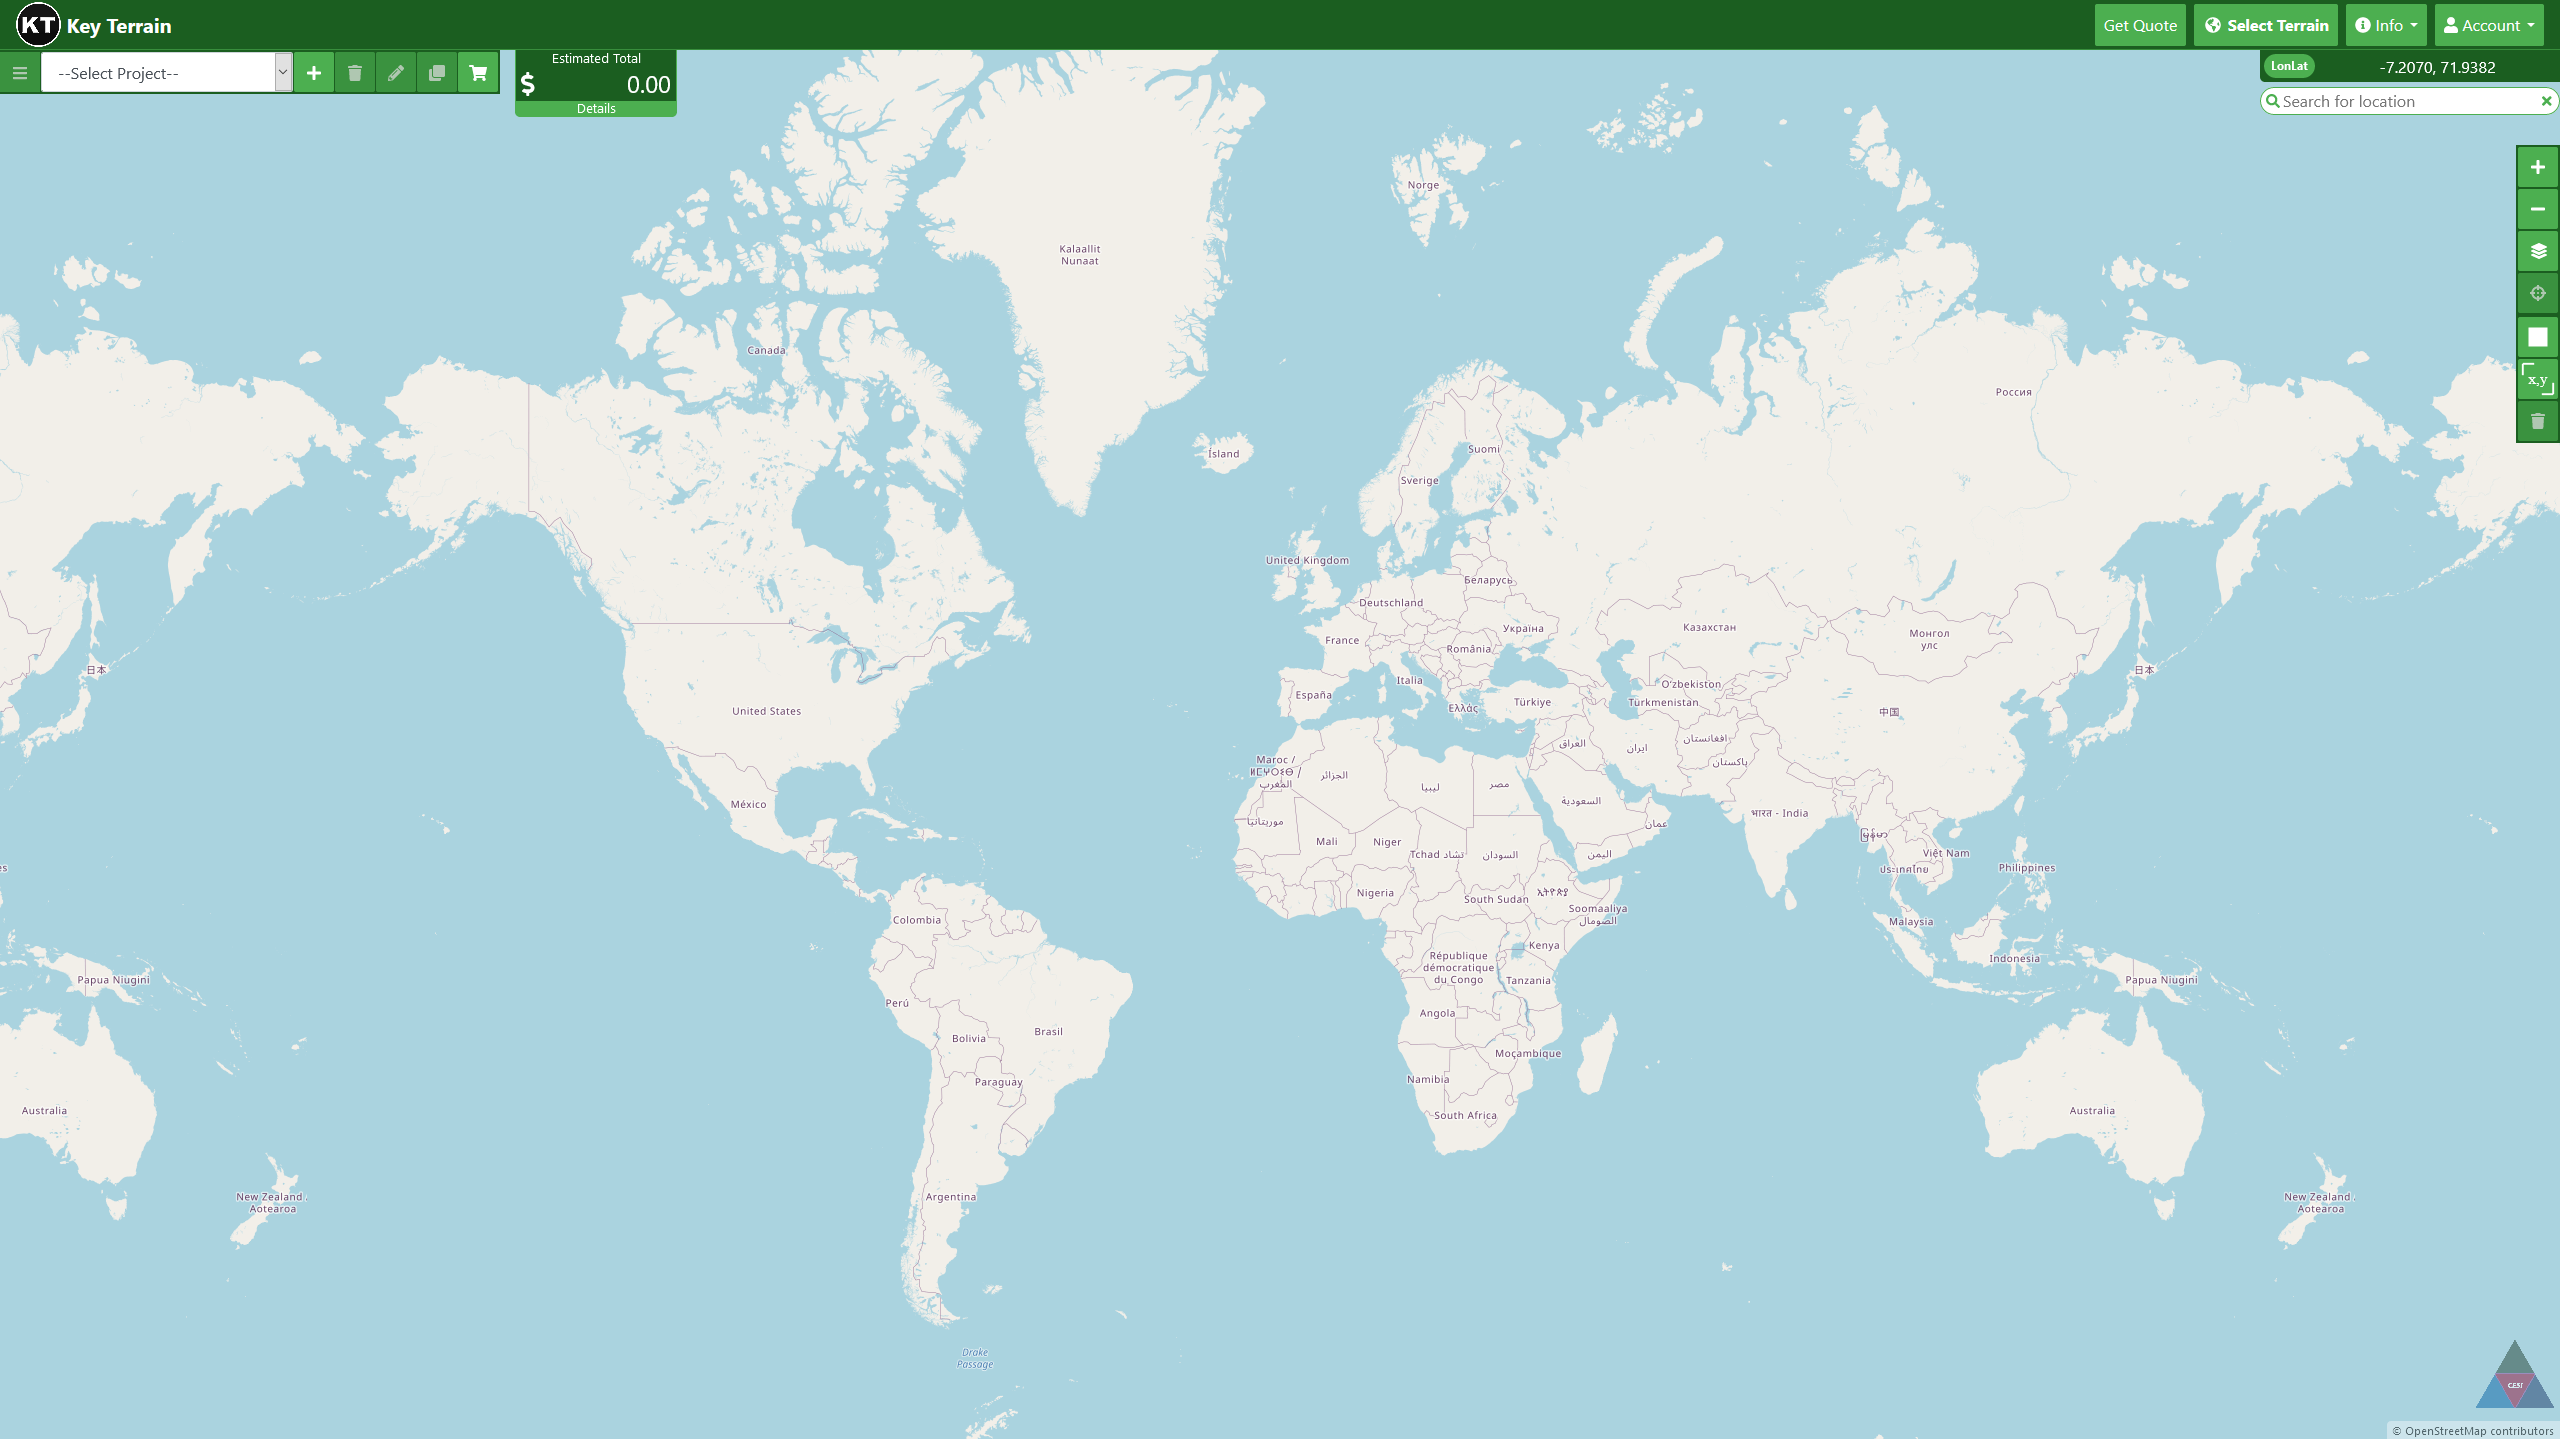 KT Key Terrain
Get Quote
Select Terrain
Info
Account
--Select Project--
Estimated Total
$ 0.00
Details
LonLat -7.2070, 71.9382
Search for location
x,y
Norge
Kalaallit
Nunaat
Canada
Россия
Ísland
Suomi
Sverige
United Kingdom
Беларусь
Deutschland
Україна
Казахстан
Монгол
улс
France
România
日本
日本
Italia
O'zbekiston
España
Ελλάς
Türkiye
Türkmenistan
United States
中国
افغانستان
العراق
ایران
پاکستان
Maroc /
ⵍⵎⵖⵔⵉⴱ /
المغرب
الجزائر
ليبيا
مصر
السعودية
México
भारत - India
موريتانيا
عمان
မြန်မာ
Mali
Niger
Tchad تشاد
السودان
اليمن
Việt Nam
ประเทศไทย
Philippines
es
Nigeria
South Sudan
ኢትዮጵያ
Soomaaliya
الصومال
Colombia
Malaysia
Kenya
République
démocratique
du Congo
Indonesia
Papua Niugini
Tanzania
Papua Niugini
Perú
Angola
Brasil
Bolivia
Moçambique
Paraguay
Namibia
Australia
South Africa
Australia
New Zealand /
Aotearoa
Argentina
New Zealand /
Aotearoa
Drake
Passage
CESI
© OpenStreetMap contributors